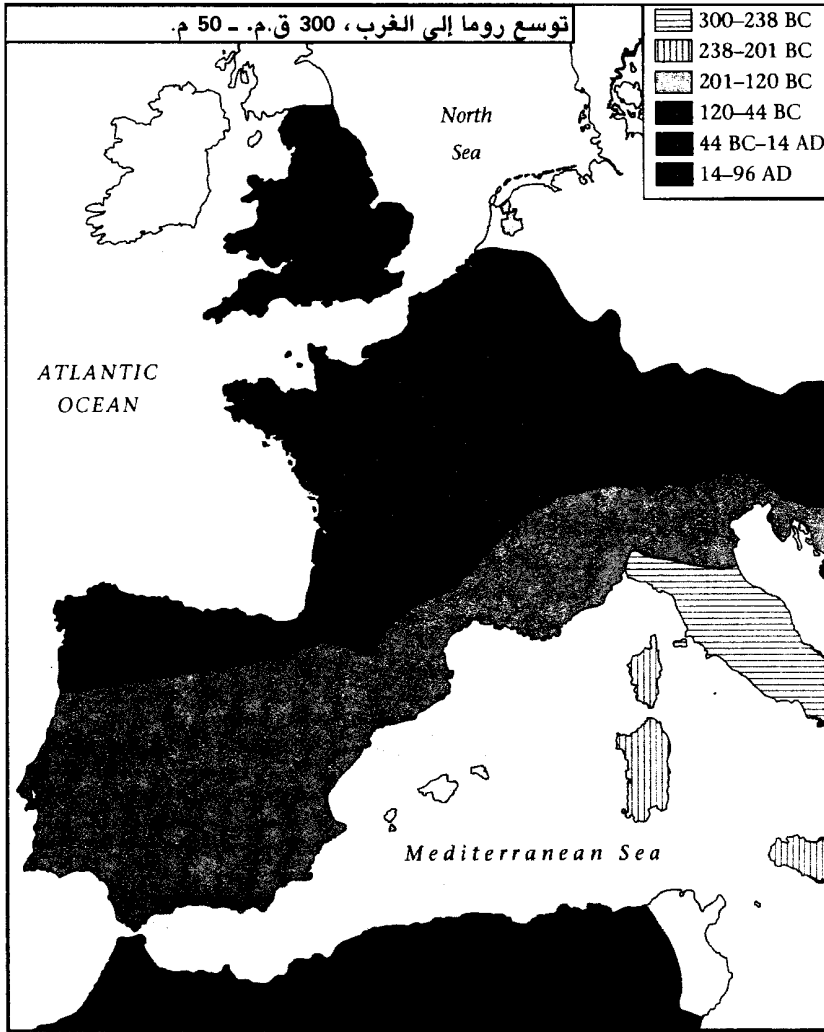 توسع روما إلى الغرب، 300 ق.م. - 50 م.
300–238 BC
238–201 BC
201–120 BC
120–44 BC
44 BC–14 AD
14–96 AD
North
Sea
ATLANTIC
OCEAN
Mediterranean Sea